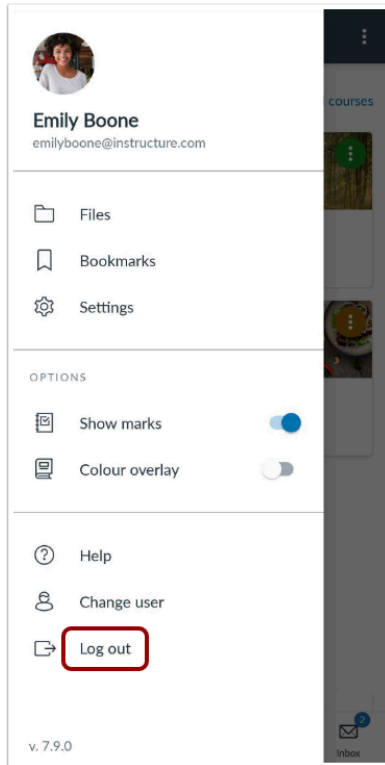 Emily Boone
emilyboone@instructure.com
courses
Files
Bookmarks
Settings
OPTIONS
Show marks
Colour overlay
Help
Change user
Log out
v. 7.9.0
2
Inbox